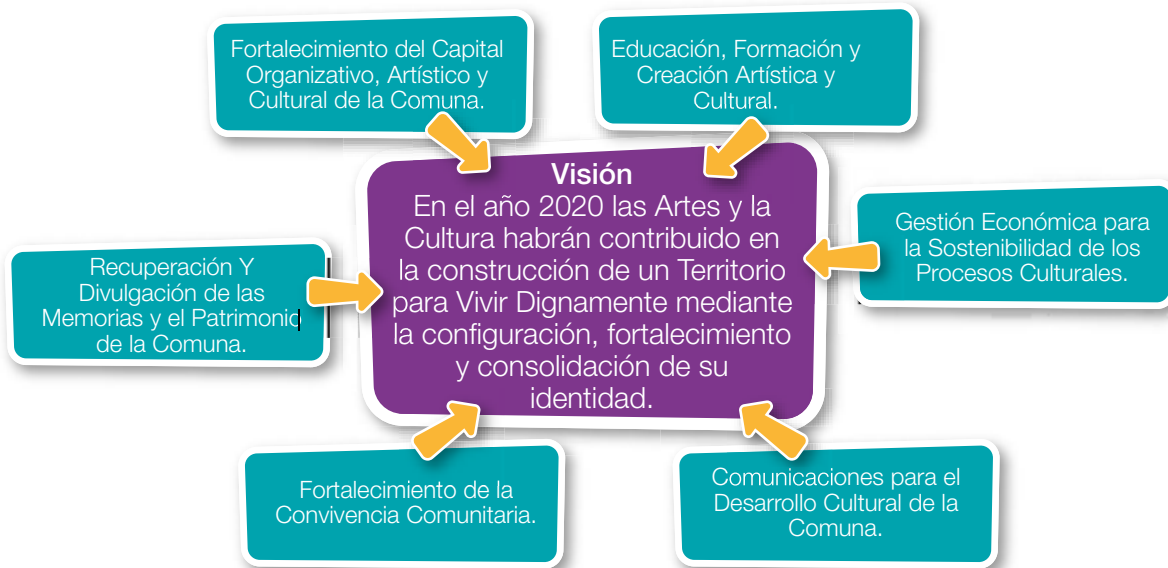 Fortalecimiento del Capital
Organizativo, Artístico y
Cultural de la Comuna.
Educación, Formación y
Creación Artística y
Cultural.
Visión
En el año 2020 las Artes y la
Cultura habrán contribuido en
la construcción de un Territorio
para Vivir Dignamente mediante
la configuración, fortalecimiento
y consolidación de su
identidad.
Gestión Económica para
la Sostenibilidad de los
Procesos Culturales.
Recuperación Y
Divulgación de las
Memorias y el Patrimonio
de la Comuna.
Fortalecimiento de la
Convivencia Comunitaria.
Comunicaciones para el
Desarrollo Cultural de la
Comuna.